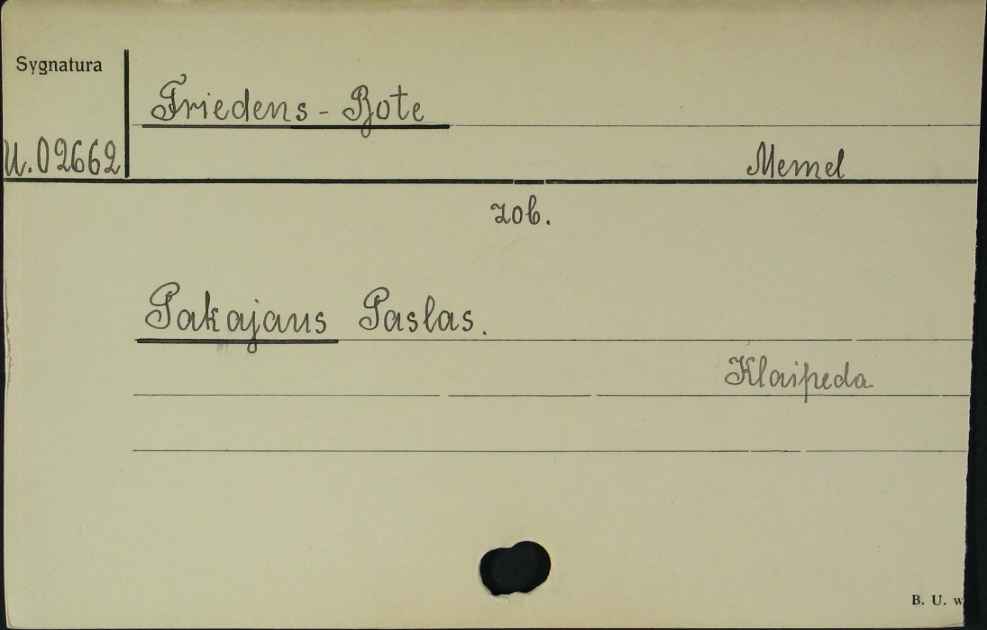 Sygnatura
Friedens - Bote
U.02662
Memel
zob.
Pakajaus Paslas.
Klaipeda
B. U. w